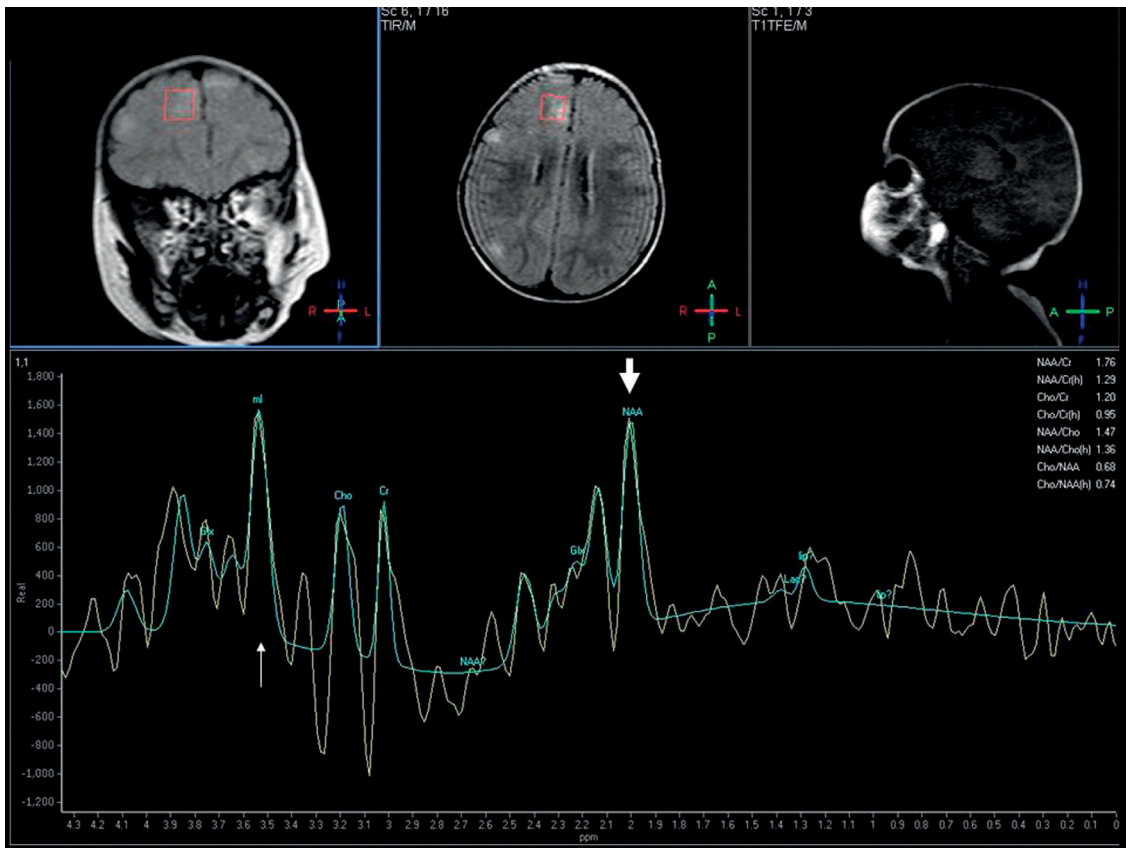 Sc 6, 1 / 16
TIR/M
Sc 1, 1 / 3
T1TFE/M
H
R P L
A
F
A
R L
P
H
A P
F
1,1
NAA/Cr 1.76
NAA/Cr(h) 1.29
Cho/Cr 1.20
Cho/Cr(h) 0.95
NAA/Cho 1.47
NAA/Cho(h) 1.36
Cho/NAA 0.68
Cho/NAA(h) 0.74
1,800
1,600
1,400
1,200
1,000
800
600
400
200
0
-200
-400
-600
-800
-1,000
-1,200
Real
Glx
mI
Cho
Cr
NAA?
Glx
NAA
Lac?
lip?
lip?
4.3 4.2 4.1 4 3.9 3.8 3.7 3.6 3.5 3.4 3.3 3.2 3.1 3 2.9 2.8 2.7 2.6 2.5 2.4 2.3 2.2 2.1 2 1.9 1.8 1.7 1.6 1.5 1.4 1.3 1.2 1.1 1 0.9 0.8 0.7 0.6 0.5 0.4 0.3 0.2 0.1 0
ppm